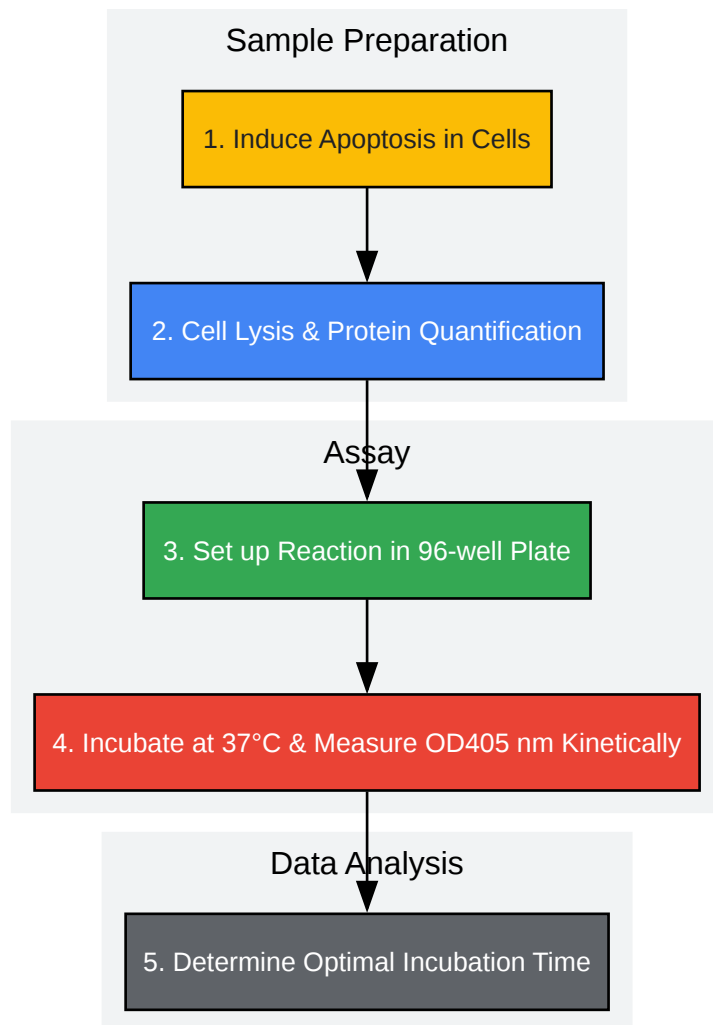 Sample Preparation
1. Induce Apoptosis in Cells
2. Cell Lysis & Protein Quantification
Assay
3. Set up Reaction in 96-well Plate
4. Incubate at 37°C & Measure OD405 nm Kinetically
Data Analysis
5. Determine Optimal Incubation Time